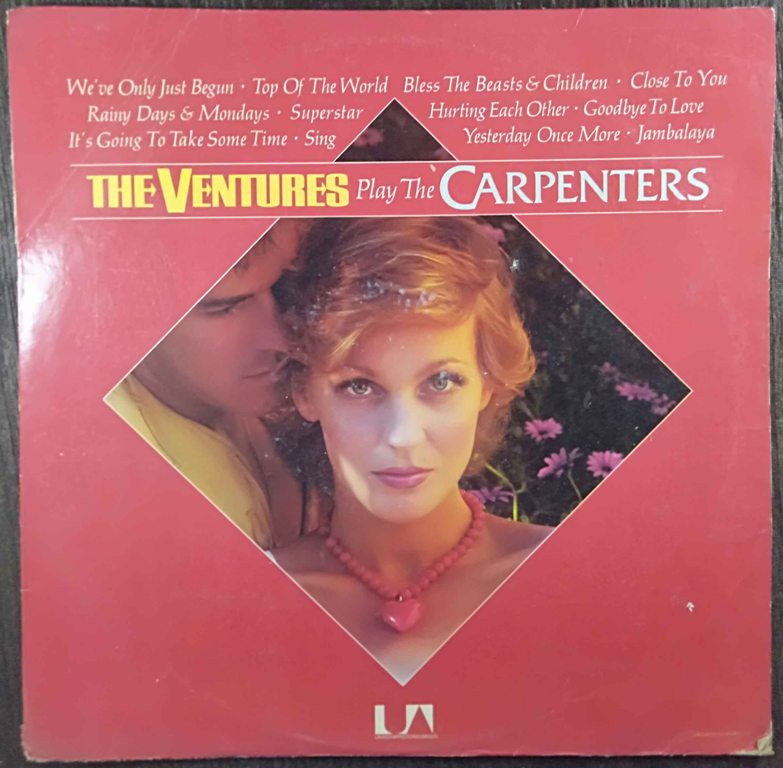 We've Only Just Begun · Top Of The World Bless The Beasts & Children · Close To You
Rainy Days & Mondays · Superstar Hurting Each Other · Goodbye To Love
It's Going To Take Some Time · Sing Yesterday Once More · Jambalaya
THE VENTURES Play The CARPENTERS
UA